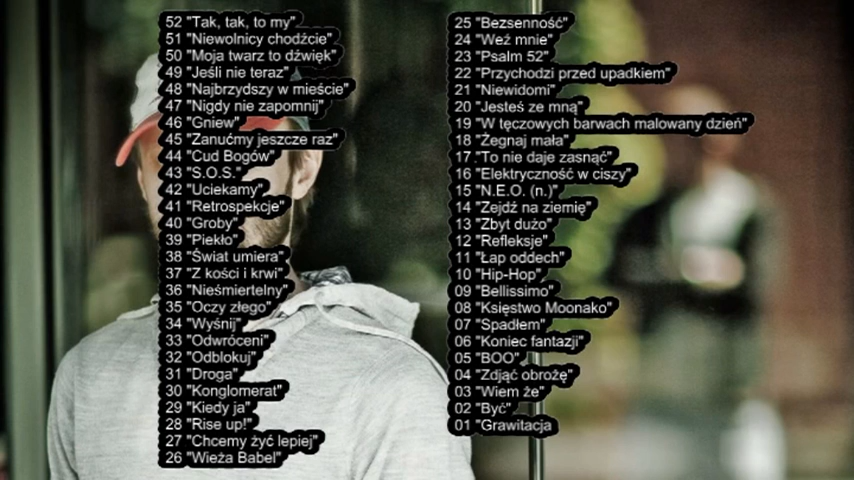 52 "Tak, tak, to my"
51 "Niewolnicy chodźcie"
50 "Moja twarz to dźwięk"
49 "Jeśli nie teraz"
48 "Najbrzydszy w mieście"
47 "Nigdy nie zapomnij"
46 "Gniew"
45 "Zanućmy jeszcze raz"
44 "Cud Bogów"
43 "S.O.S."
42 "Uciekamy"
41 "Retrospekcje"
40 "Groby"
39 "Piekło"
38 "Świat umiera"
37 "Z kości i krwi"
36 "Nieśmiertelny"
35 "Oczy złego"
34 "Wyśnij"
33 "Odwróceni"
32 "Odblokuj"
31 "Droga"
30 "Konglomerat"
29 "Kiedy ja"
28 "Rise up!"
27 "Chcemy żyć lepiej"
26 "Wieża Babel"
25 "Bezsenność"
24 "Weź mnie"
23 "Psalm 52"
22 "Przychodzi przed upadkiem"
21 "Niewidomi"
20 "Jesteś ze mną"
19 "W tęczowych barwach malowany dzień"
18 "Żegnaj mała"
17 "To nie daje zasnąć"
16 "Elektryczność w ciszy"
15 "N.E.O. (n.)"
14 "Zejdź na ziemię"
13 "Zbyt dużo"
12 "Refleksje"
11 "Łap oddech"
10 "Hip-Hop"
09 "Bellissimo"
08 "Księstwo Moonako"
07 "Spadłem"
06 "Koniec fantazji"
05 "BOO"
04 "Zdjąć obrożę"
03 "Wiem że"
02 "Być"
01 "Grawitacja